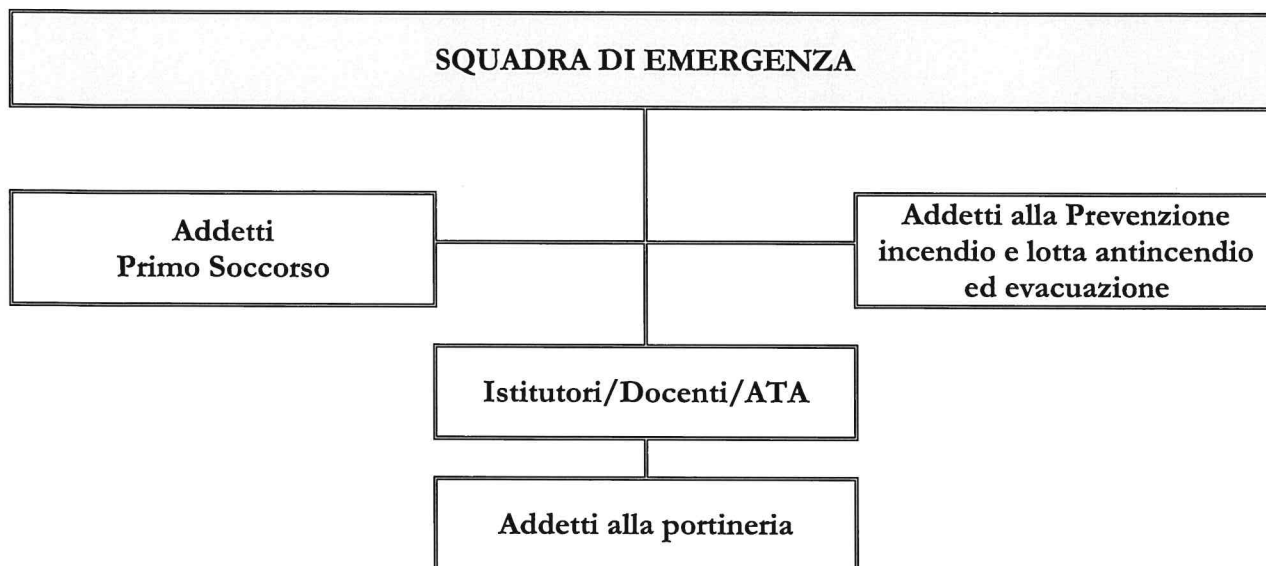 SQUADRA DI EMERGENZA
Addetti
Primo Soccorso
Addetti alla Prevenzione
incendio e lotta antincendio
ed evacuazione
Istitutori/Docenti/ATA
Addetti alla portineria